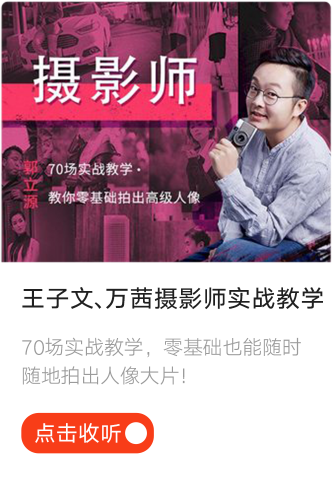 摄影师
郭立源
70场实战教学·
教你零基础拍出高级人像
王子文、万茜摄影师实战教学
70场实战教学，零基础也能随时
随地拍出人像大片！
点击收听